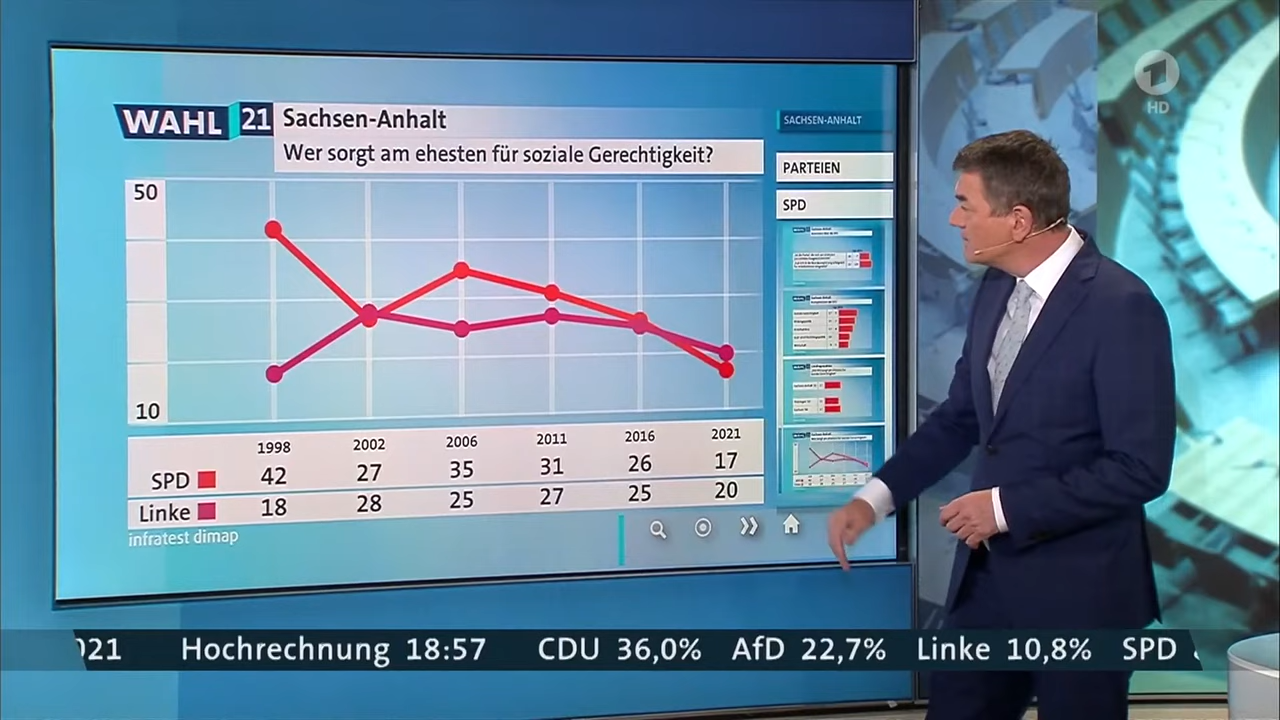 1
HD
WAHL 21
Sachsen-Anhalt
Wer sorgt am ehesten für soziale Gerechtigkeit?
SACHSEN-ANHALT
PARTEIEN
SPD
50
10
1998 2002 2006 2011 2016 2021
SPD 42 27 35 31 26 17
Linke 18 28 25 27 25 20
infratest dimap
021 Hochrechnung 18:57 CDU 36,0% AfD 22,7% Linke 10,8% SPD